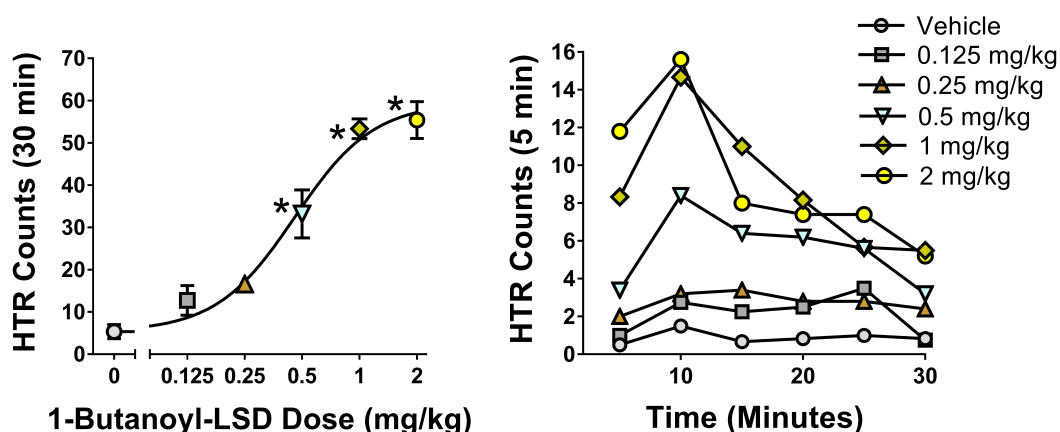 HTR Counts (30 min)
70
60
50
40
30
20
10
0
*
*
*
0 0.125 0.25 0.5 1 2
1-Butanoyl-LSD Dose (mg/kg)
HTR Counts (5 min)
16
14
12
10
8
6
4
2
0
10 20 30
Time (Minutes)
Vehicle
0.125 mg/kg
0.25 mg/kg
0.5 mg/kg
1 mg/kg
2 mg/kg